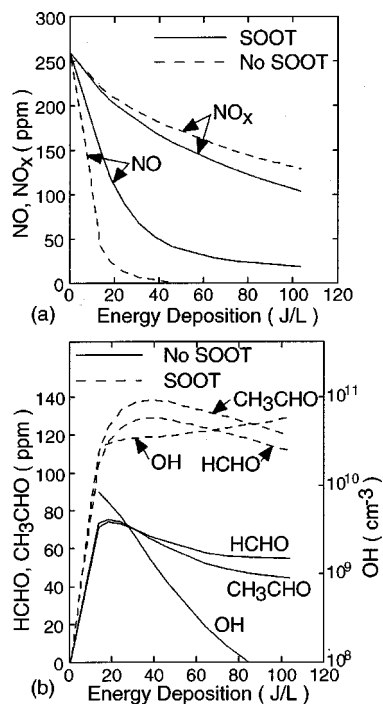 SOOT
No SOOT
300
250
200
150
100
50
0
NO, NOx ( ppm )
NOx
NO
0 20 40 60 80 100 120
(a) Energy Deposition ( J/L )
No SOOT
SOOT
140
120
100
80
60
40
20
0
HCHO, CH3CHO ( ppm )
CH3CHO
OH
HCHO
HCHO
CH3CHO
OH
10^11
10^10
10^9
10^8
OH ( cm^-3 )
0 20 40 60 80 100 120
(b) Energy Deposition ( J/L )